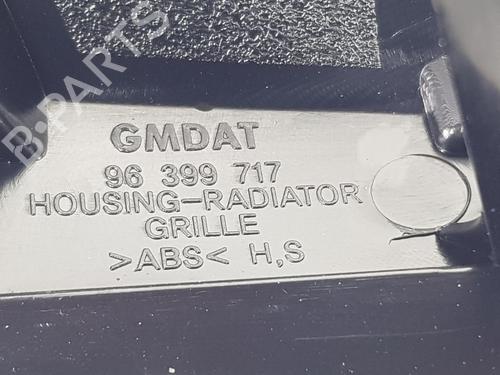 GMDAT
96 399 717
HOUSING-RADIATOR
GRILLE
>ABS< H,S
B-PARTS